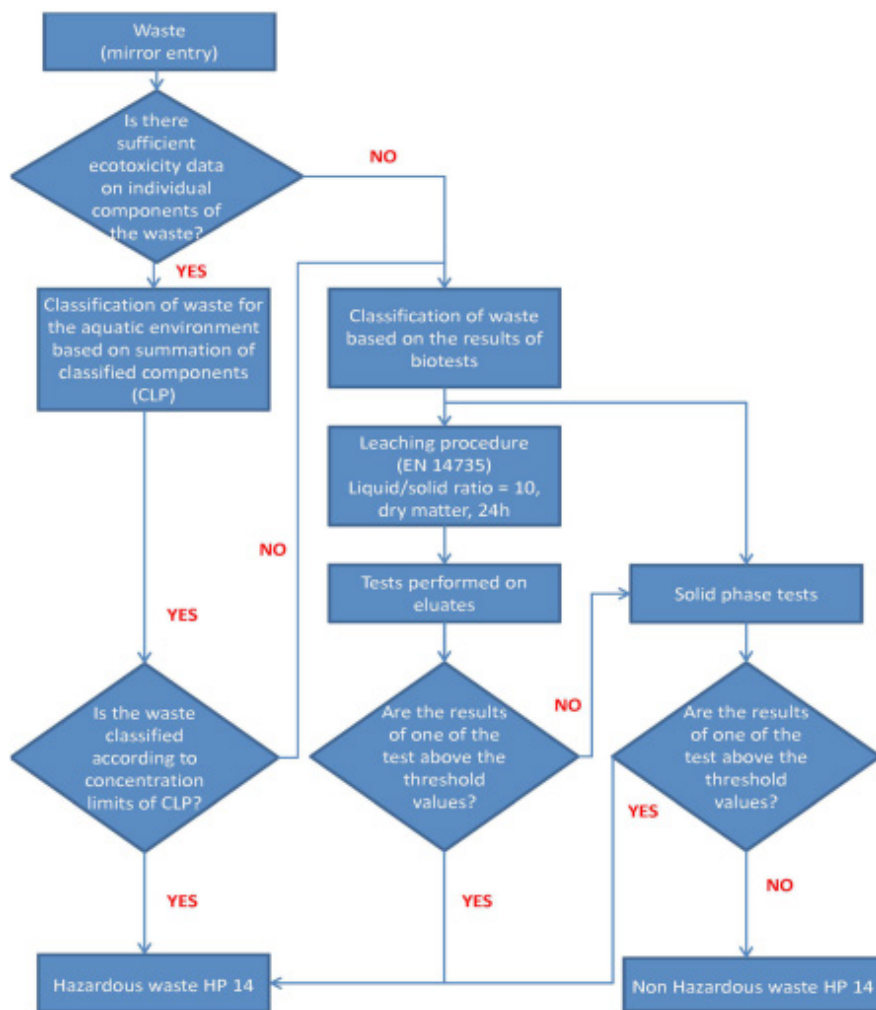 Waste
(mirror entry)
Is there
sufficient
ecotoxicity data
on individual
components of
the waste?
NO
YES
Classification of waste for
the aquatic environment
based on summation of
classified components
(CLP)
Classification of waste
based on the results of
biotests
Leaching procedure
(EN 14735)
Liquid/solid ratio = 10,
dry matter, 24h
NO
Tests performed on
eluates
Solid phase tests
YES
Is the waste
classified
according to
concentration
limits of CLP?
Are the results
of one of the
test above the
threshold
values?
NO
Are the results
of one of the
test above the
threshold
values?
YES
YES
YES
NO
Hazardous waste HP 14
Non Hazardous waste HP 14